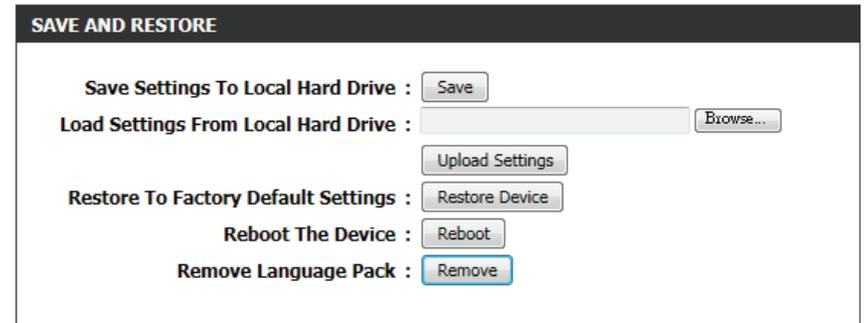 SAVE AND RESTORE
Save Settings To Local Hard Drive : Save
Load Settings From Local Hard Drive : Browse...
Upload Settings
Restore To Factory Default Settings : Restore Device
Reboot The Device : Reboot
Remove Language Pack : Remove